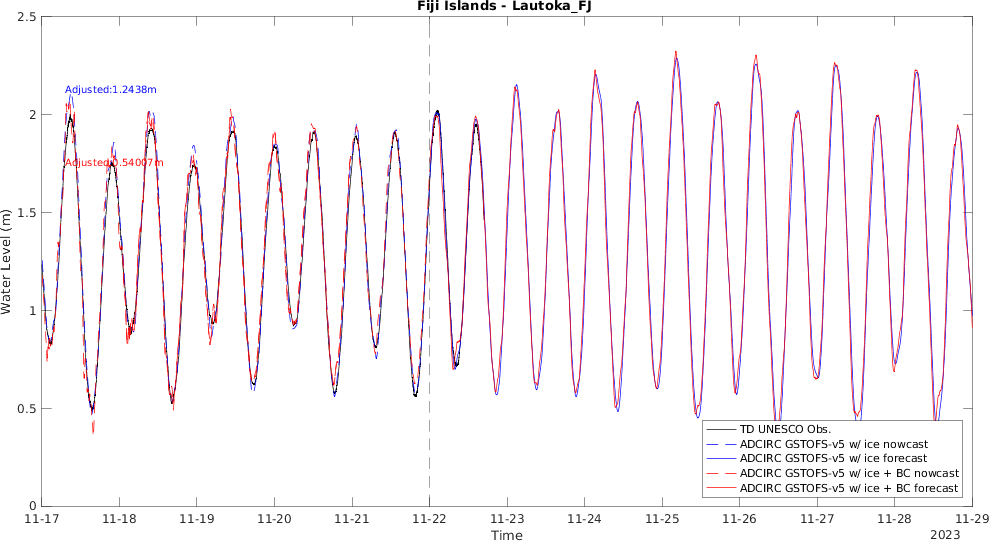 Fiji Islands - Lautoka_FJ
2.5
2
1.5
1
0.5
0
Water Level (m)
Adjusted:1.2438m
Adjusted:0.54007m
TD UNESCO Obs.
ADCIRC GSTOFS-v5 w/ ice nowcast
ADCIRC GSTOFS-v5 w/ ice forecast
ADCIRC GSTOFS-v5 w/ ice + BC nowcast
ADCIRC GSTOFS-v5 w/ ice + BC forecast
11-17 11-18 11-19 11-20 11-21 11-22 11-23 11-24 11-25 11-26 11-27 11-28 11-29
Time
2023